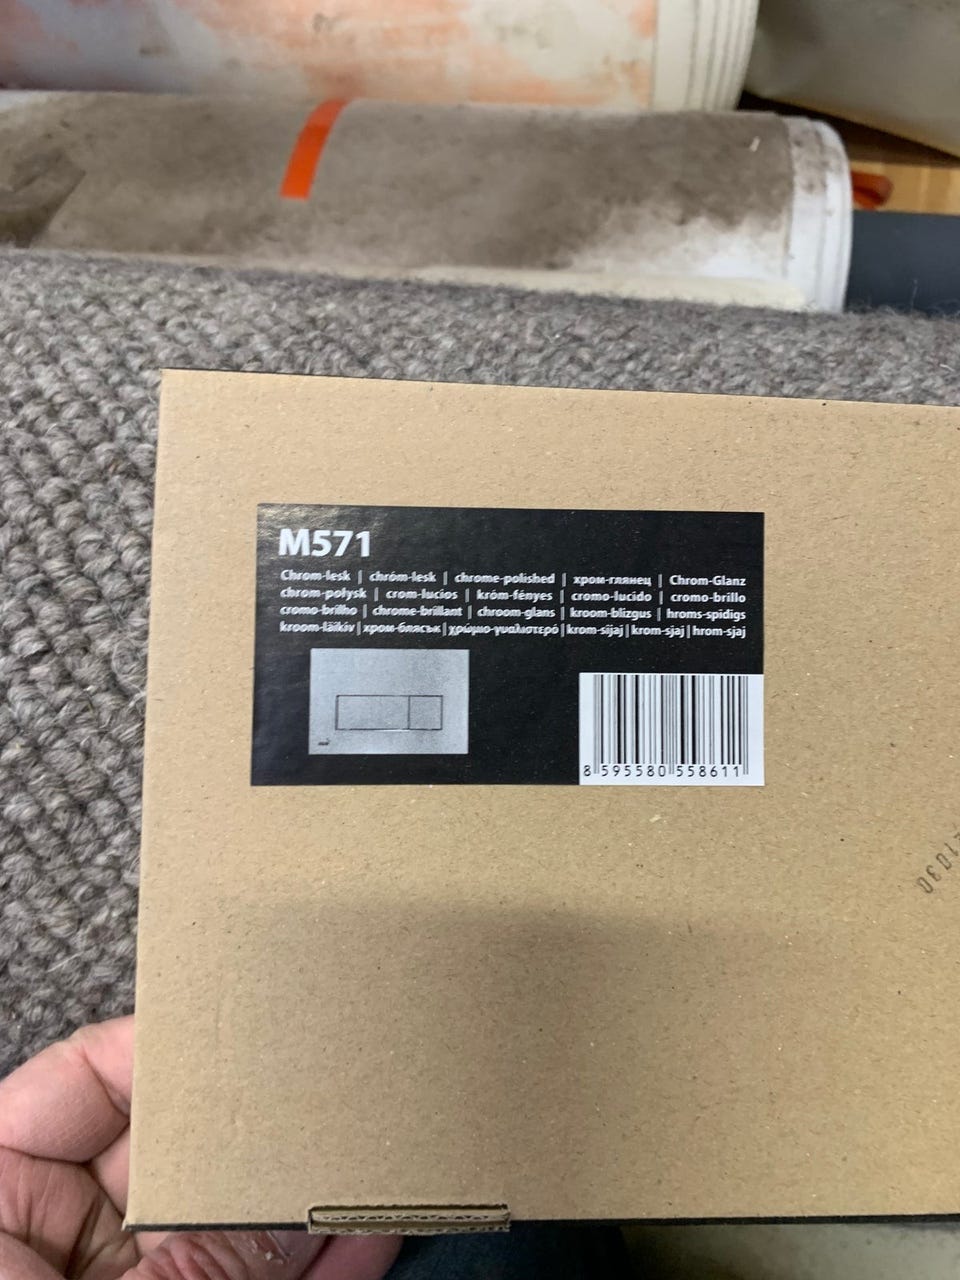 M571
Chrom-lesk | chróm-lesk | chrome-polished | хром-глянец | Chrom-Glanz
chrom-połysk | crom-lucios | króm-fényes | cromo-lucido | cromo-brillo
cromo-brilho | chrome-brillant | chroom-glans | kroom-blizgus | hroms-spidigs
kroom-läikiv | хром-блясък | χρώμιο-γυαλιστερό | krom-sijaj | krom-sjaj | hrom-sjaj
8 595580 558611
1030